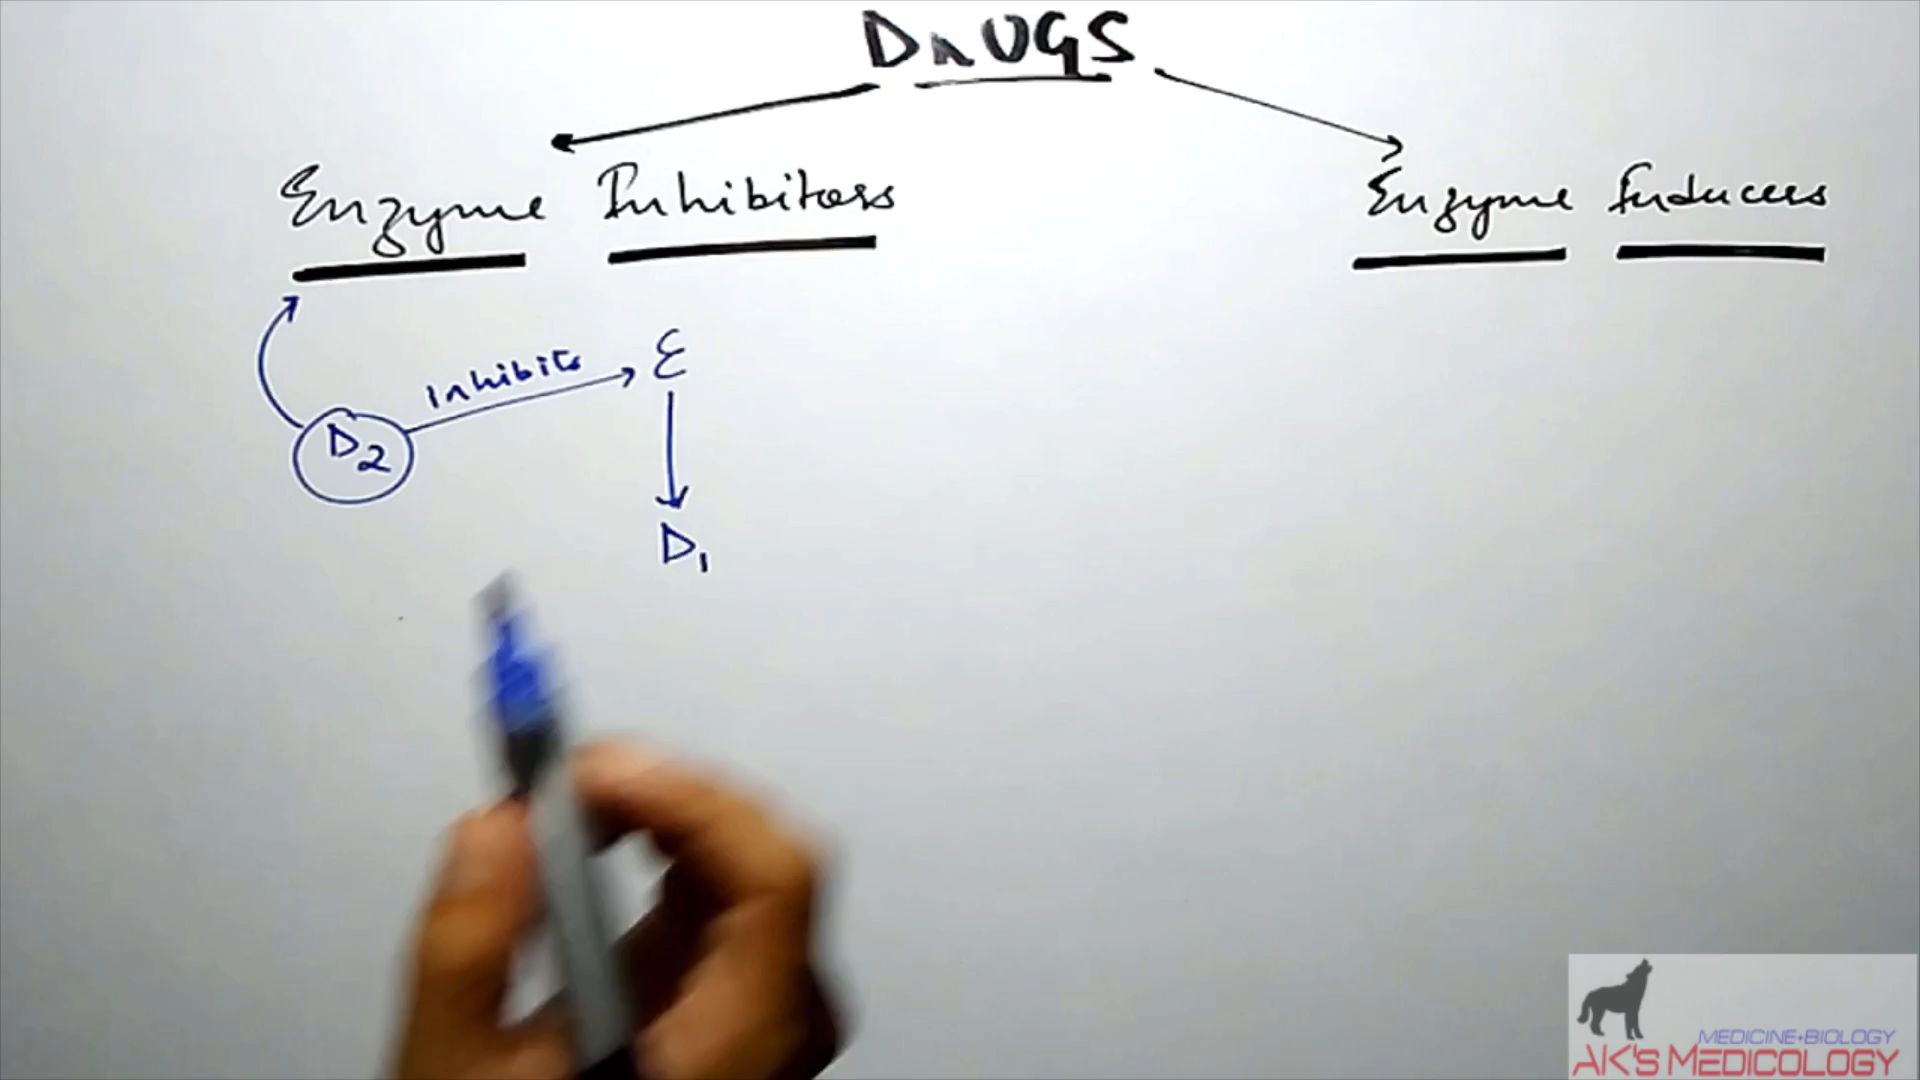 DRUGS
Enzyme Inhibitors
Enzyme Inducers
Inhibits
E
D2
D1
MEDICINE+BIOLOGY
AK'S MEDICOLOGY